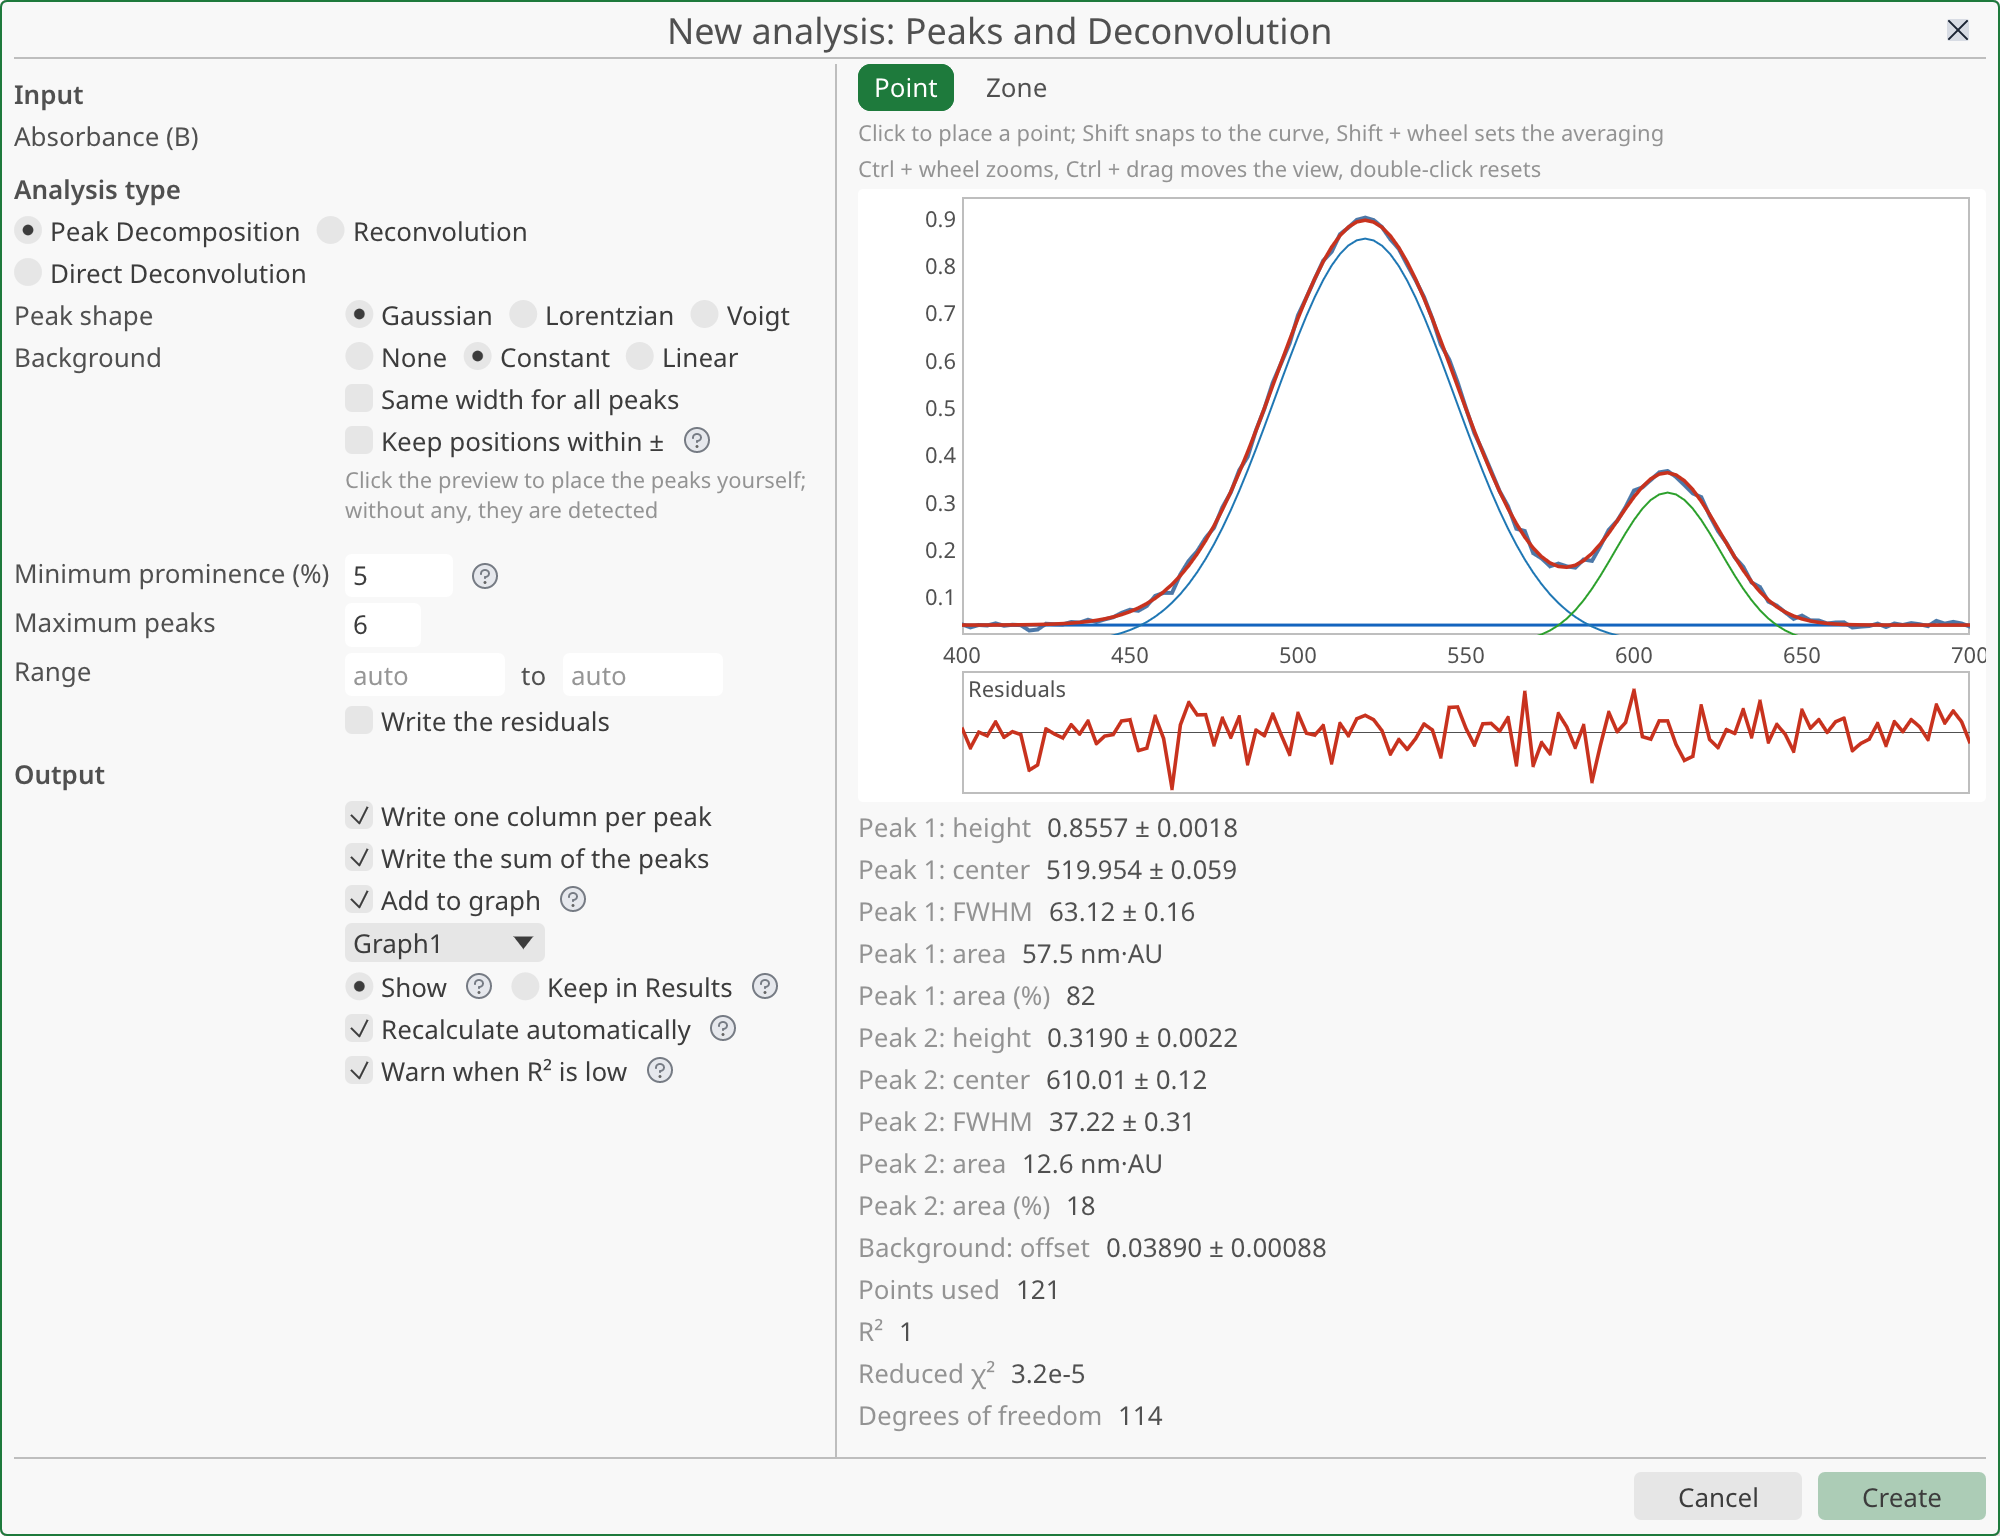 New analysis: Peaks and Deconvolution
Input
Absorbance (B)
Analysis type
Peak Decomposition Reconvolution
Direct Deconvolution
Peak shape Gaussian Lorentzian Voigt
Background None Constant Linear
Same width for all peaks
Keep positions within ± ?
Click the preview to place the peaks yourself;
without any, they are detected
Minimum prominence (%) 5 ?
Maximum peaks 6
Range auto to auto
Write the residuals
Output
Write one column per peak
Write the sum of the peaks
Add to graph ?
Graph1
Show ? Keep in Results ?
Recalculate automatically ?
Warn when R² is low ?
Point Zone
Click to place a point; Shift snaps to the curve, Shift + wheel sets the averaging
Ctrl + wheel zooms, Ctrl + drag moves the view, double-click resets
0.9
0.8
0.7
0.6
0.5
0.4
0.3
0.2
0.1
400 450 500 550 600 650 700
Residuals
Peak 1: height 0.8557 ± 0.0018
Peak 1: center 519.954 ± 0.059
Peak 1: FWHM 63.12 ± 0.16
Peak 1: area 57.5 nm·AU
Peak 1: area (%) 82
Peak 2: height 0.3190 ± 0.0022
Peak 2: center 610.01 ± 0.12
Peak 2: FWHM 37.22 ± 0.31
Peak 2: area 12.6 nm·AU
Peak 2: area (%) 18
Background: offset 0.03890 ± 0.00088
Points used 121
R² 1
Reduced χ² 3.2e-5
Degrees of freedom 114
Cancel Create